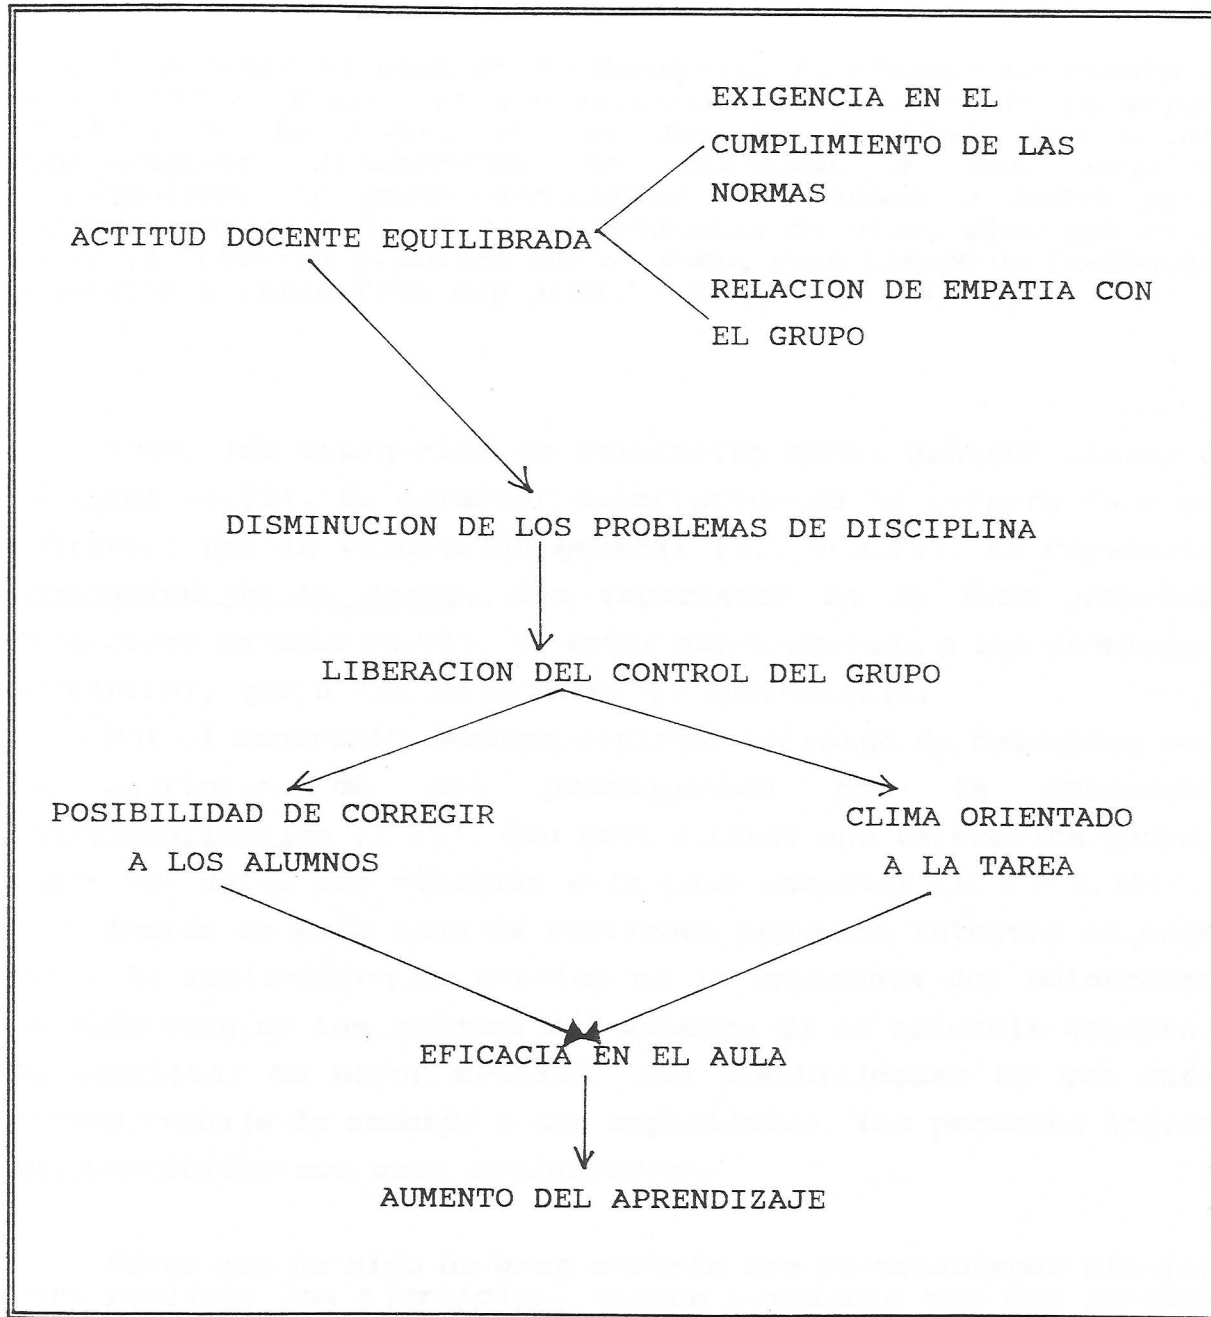 EXIGENCIA EN EL
CUMPLIMIENTO DE LAS
NORMAS
ACTITUD DOCENTE EQUILIBRADA
RELACION DE EMPATIA CON
EL GRUPO
DISMINUCION DE LOS PROBLEMAS DE DISCIPLINA
LIBERACION DEL CONTROL DEL GRUPO
POSIBILIDAD DE CORREGIR
A LOS ALUMNOS
CLIMA ORIENTADO
A LA TAREA
EFICACIA EN EL AULA
AUMENTO DEL APRENDIZAJE